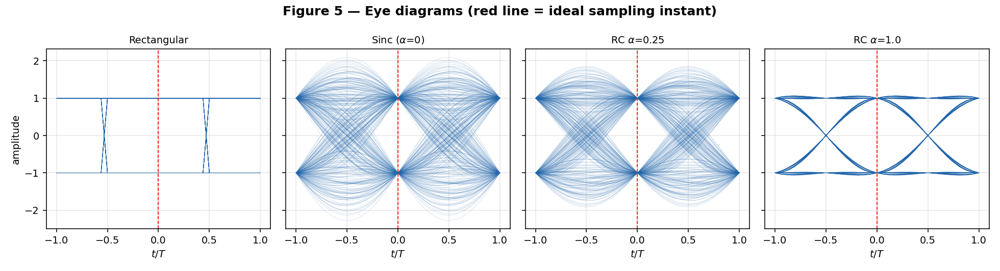 Figure 5 — Eye diagrams (red line = ideal sampling instant)
Rectangular
Sinc (α=0)
RC α=0.25
RC α=1.0
amplitude
2
1
0
−1
−2
−1.0 −0.5 0.0 0.5 1.0
−1.0 −0.5 0.0 0.5 1.0
−1.0 −0.5 0.0 0.5 1.0
−1.0 −0.5 0.0 0.5 1.0
t/T
t/T
t/T
t/T